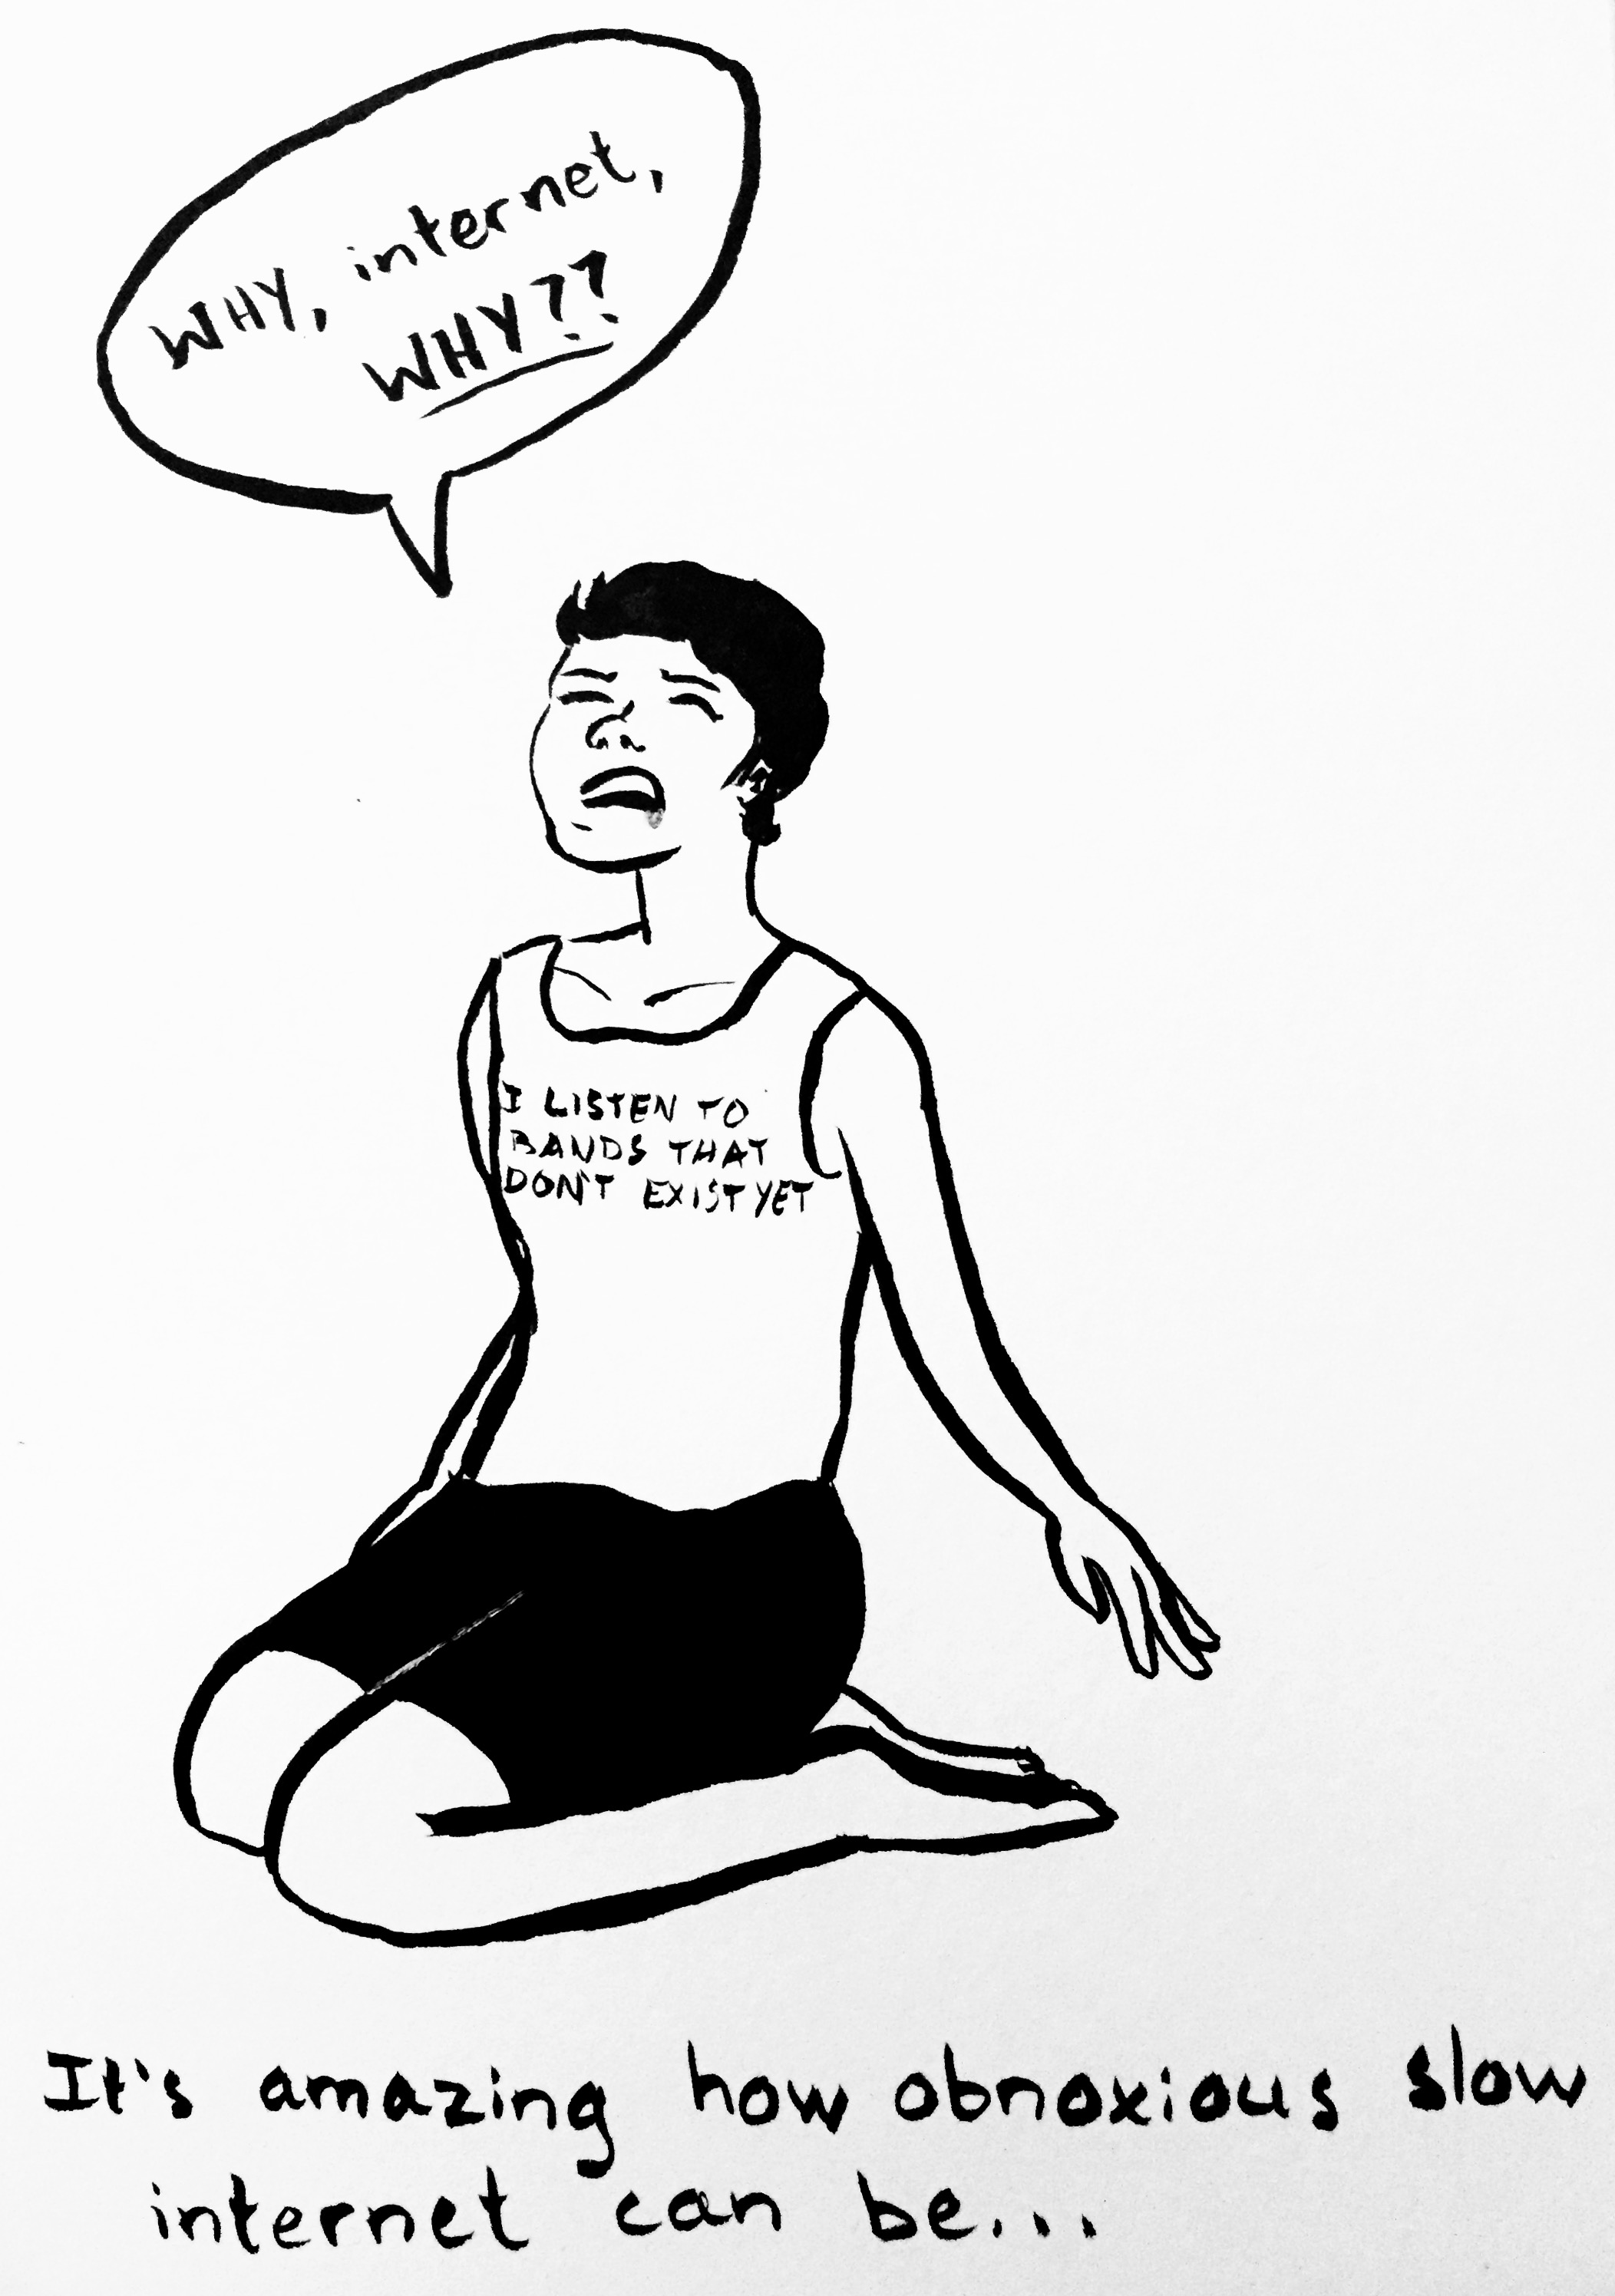 WHY, internet,
WHY??
I LISTEN TO
BANDS THAT
DON'T EXIST YET
It's amazing how obnoxious slow
internet can be...